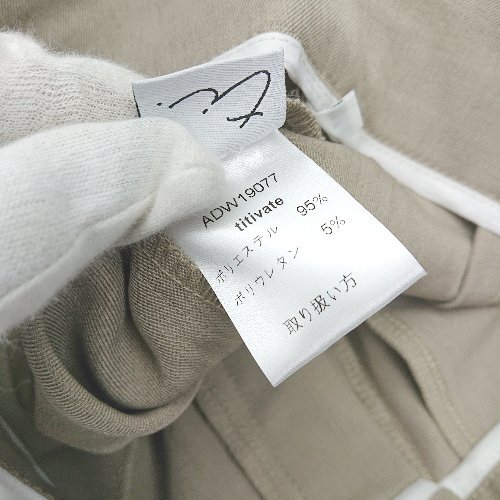 ADW19077
titivate
ポリエステル 95%
ポリウレタン 5%
取り扱い方